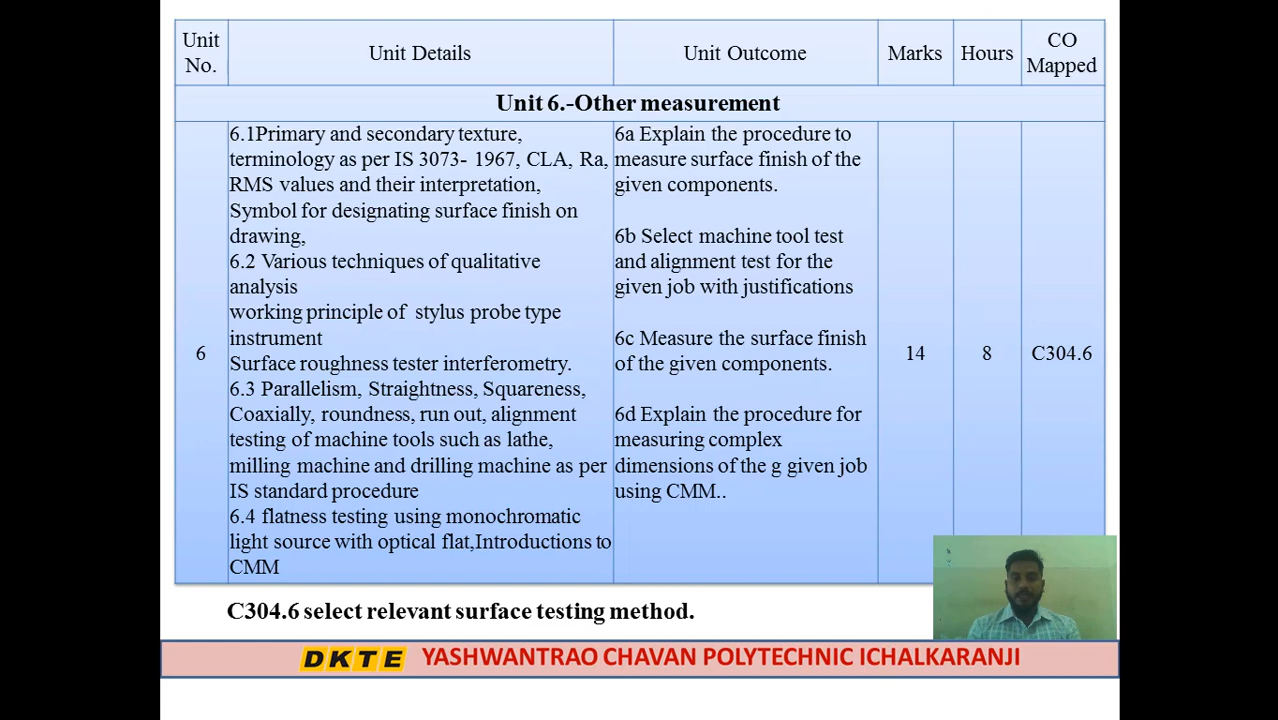 Unit No.
Unit Details
Unit Outcome
Marks
Hours
CO Mapped
Unit 6.-Other measurement
6
6.1Primary and secondary texture,
terminology as per IS 3073- 1967, CLA, Ra,
RMS values and their interpretation,
Symbol for designating surface finish on
drawing,
6.2 Various techniques of qualitative
analysis
working principle of stylus probe type
instrument
Surface roughness tester interferometry.
6.3 Parallelism, Straightness, Squareness,
Coaxially, roundness, run out, alignment
testing of machine tools such as lathe,
milling machine and drilling machine as per
IS standard procedure
6.4 flatness testing using monochromatic
light source with optical flat,Introductions to
CMM
6a Explain the procedure to
measure surface finish of the
given components.
6b Select machine tool test
and alignment test for the
given job with justifications
6c Measure the surface finish
of the given components.
6d Explain the procedure for
measuring complex
dimensions of the g given job
using CMM..
14
8
C304.6
C304.6 select relevant surface testing method.
DKTE YASHWANTRAO CHAVAN POLYTECHNIC ICHALKARANJI